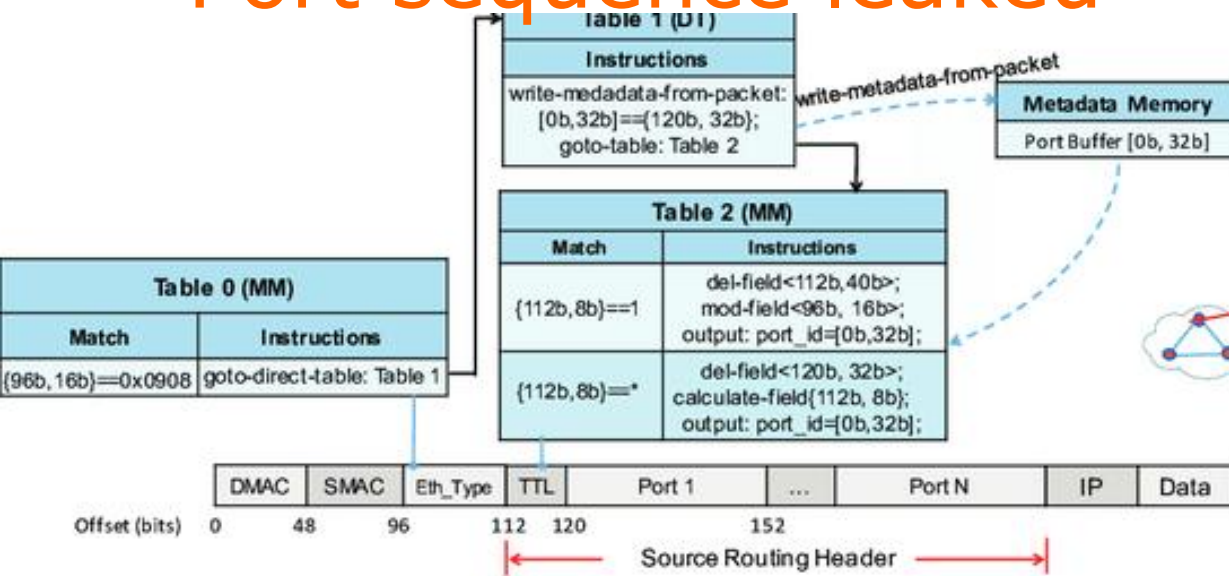 Port sequence leaked
Table 1 (DT)
Instructions
write-medadata-from-packet:
[0b,32b]=={120b, 32b};
goto-table: Table 2
write-metadata-from-packet
Metadata Memory
Port Buffer [0b, 32b]
Table 2 (MM)
Match
Instructions
{112b,8b}==1
del-field<112b,40b>;
mod-field<96b, 16b>;
output: port_id=[0b,32b];
{112b,8b}==*
del-field<120b, 32b>;
calculate-field{112b, 8b};
output: port_id=[0b,32b];
Table 0 (MM)
Match
Instructions
{96b, 16b}==0x0908
goto-direct-table: Table 1
DMAC SMAC Eth_Type TTL Port 1 ... Port N IP Data
Offset (bits) 0 48 96 112 120 152
Source Routing Header